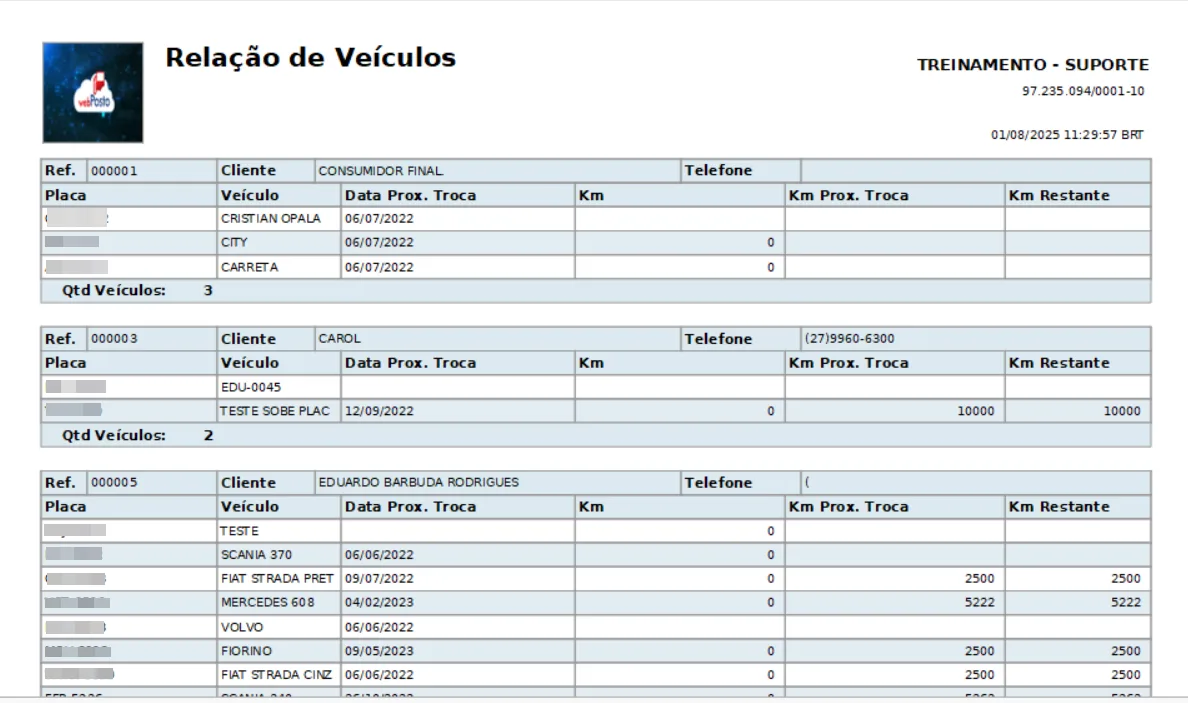 webPosto
Relação de Veículos
TREINAMENTO - SUPORTE
97.235.094/0001-10
01/08/2025 11:29:57 BRT
Ref. 000001 Cliente CONSUMIDOR FINAL Telefone
Placa Veículo Data Prox. Troca Km Km Prox. Troca Km Restante
CRISTIAN OPALA 06/07/2022
CITY 06/07/2022 0
CARRETA 06/07/2022 0
Qtd Veículos: 3
Ref. 000003 Cliente CAROL Telefone (27)9960-6300
Placa Veículo Data Prox. Troca Km Km Prox. Troca Km Restante
EDU-0045
TESTE SOBE PLAC 12/09/2022 0 10000 10000
Qtd Veículos: 2
Ref. 000005 Cliente EDUARDO BARBUDA RODRIGUES Telefone (
Placa Veículo Data Prox. Troca Km Km Prox. Troca Km Restante
TESTE 0
SCANIA 370 06/06/2022 0
FIAT STRADA PRET 09/07/2022 0 2500 2500
MERCEDES 608 04/02/2023 0 5222 5222
VOLVO 06/06/2022
FIORINO 09/05/2023 0 2500 2500
FIAT STRADA CINZ 06/06/2022 0 2500 2500